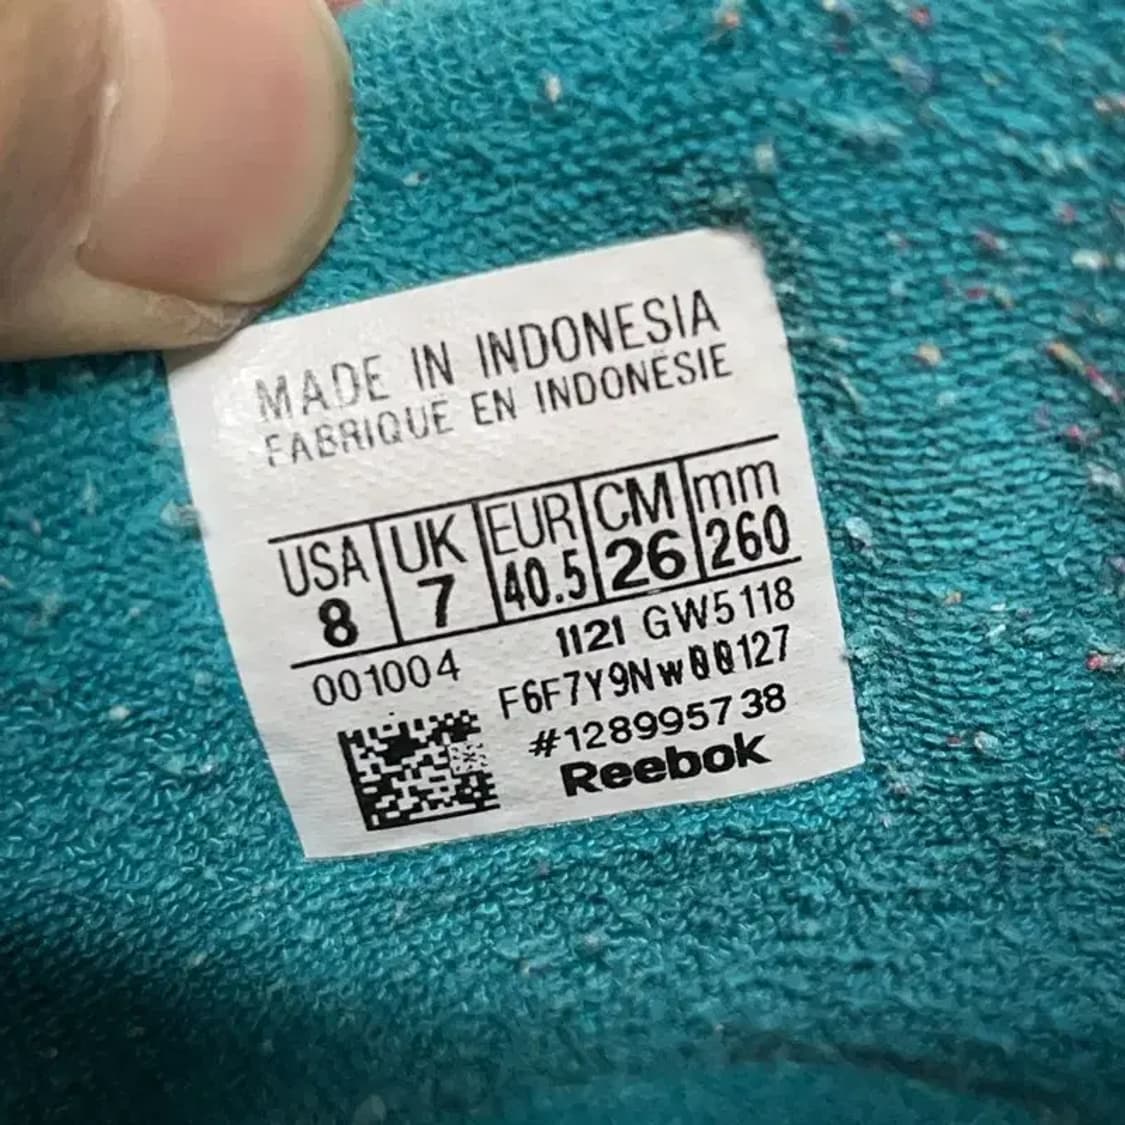 MADE IN INDONESIA
FABRIQUE EN INDONÉSIE
USA UK EUR CM mm
8 7 40.5 26 260
1121 GW5118
001004 F6F7Y9NW00127
#128995738
Reebok